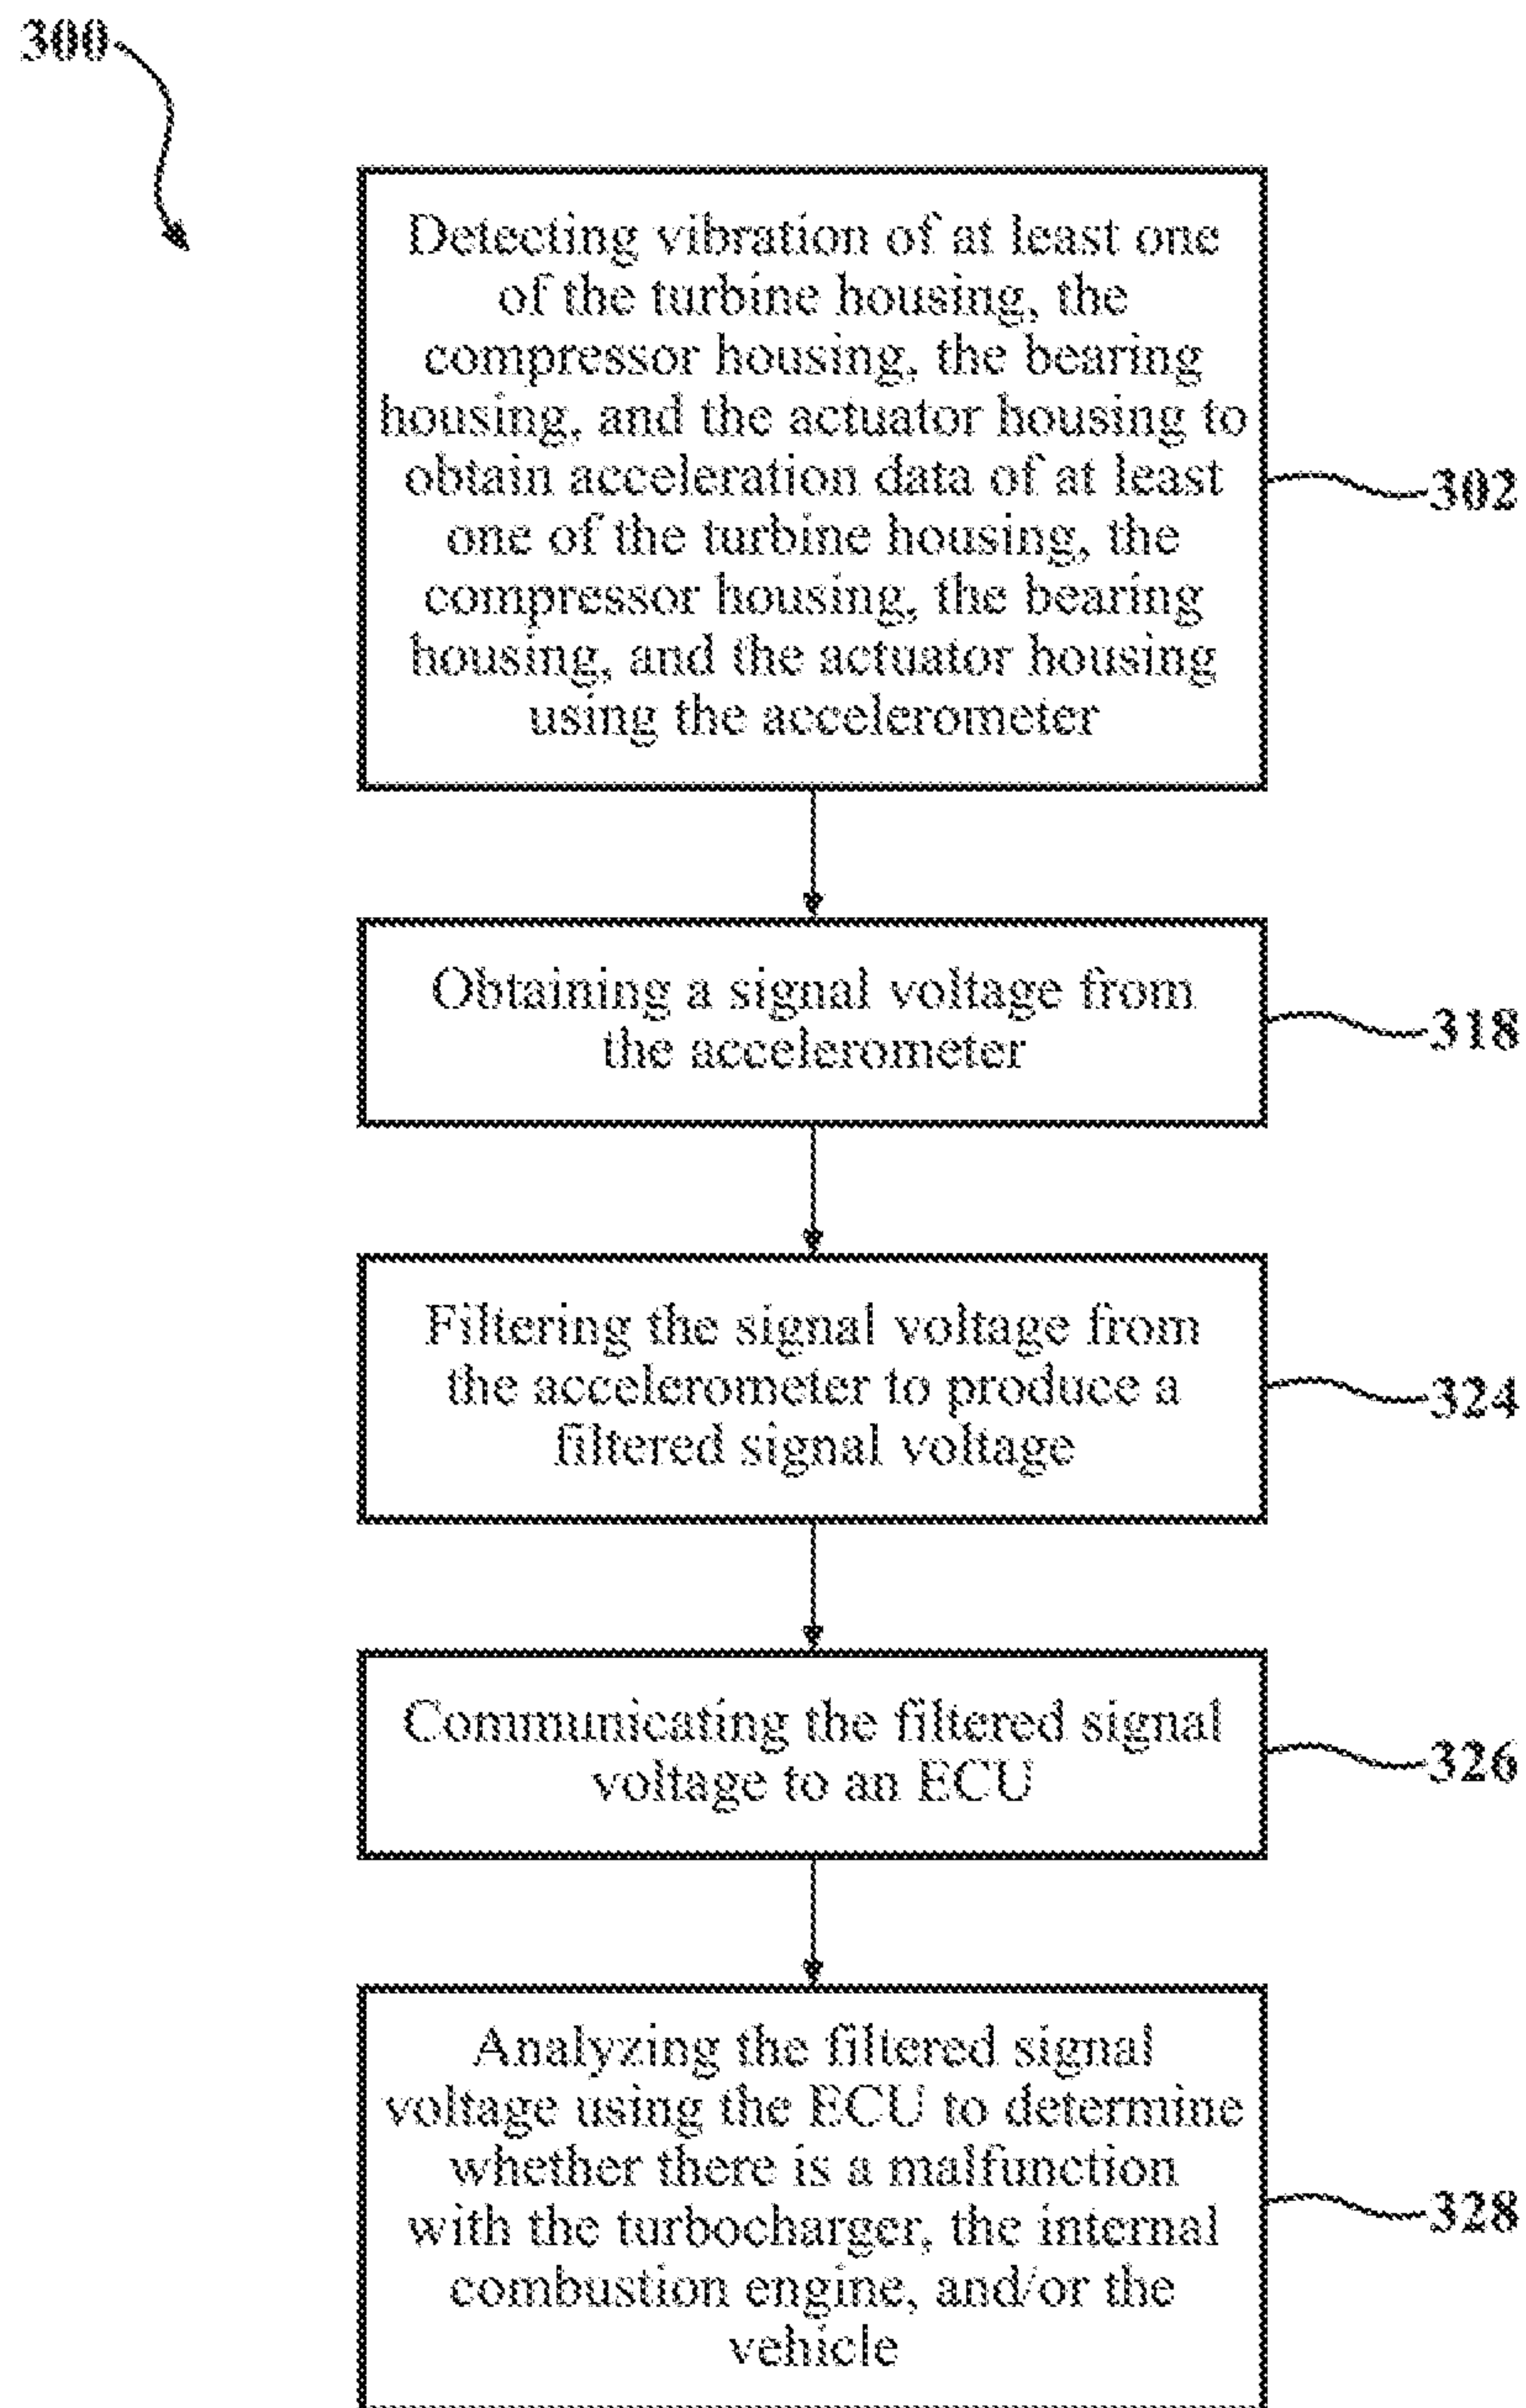 300
Detecting vibration of at least one
of the turbine housing, the
compressor housing, the bearing
housing, and the actuator housing to
obtain acceleration data of at least
one of the turbine housing, the
compressor housing, the bearing
housing, and the actuator housing
using the accelerometer
302
Obtaining a signal voltage from
the accelerometer
318
Filtering the signal voltage from
the accelerometer to produce a
filtered signal voltage
324
Communicating the filtered signal
voltage to an ECU
326
Analyzing the filtered signal
voltage using the ECU to determine
whether there is a malfunction
with the turbocharger, the internal
combustion engine, and/or the
vehicle
328